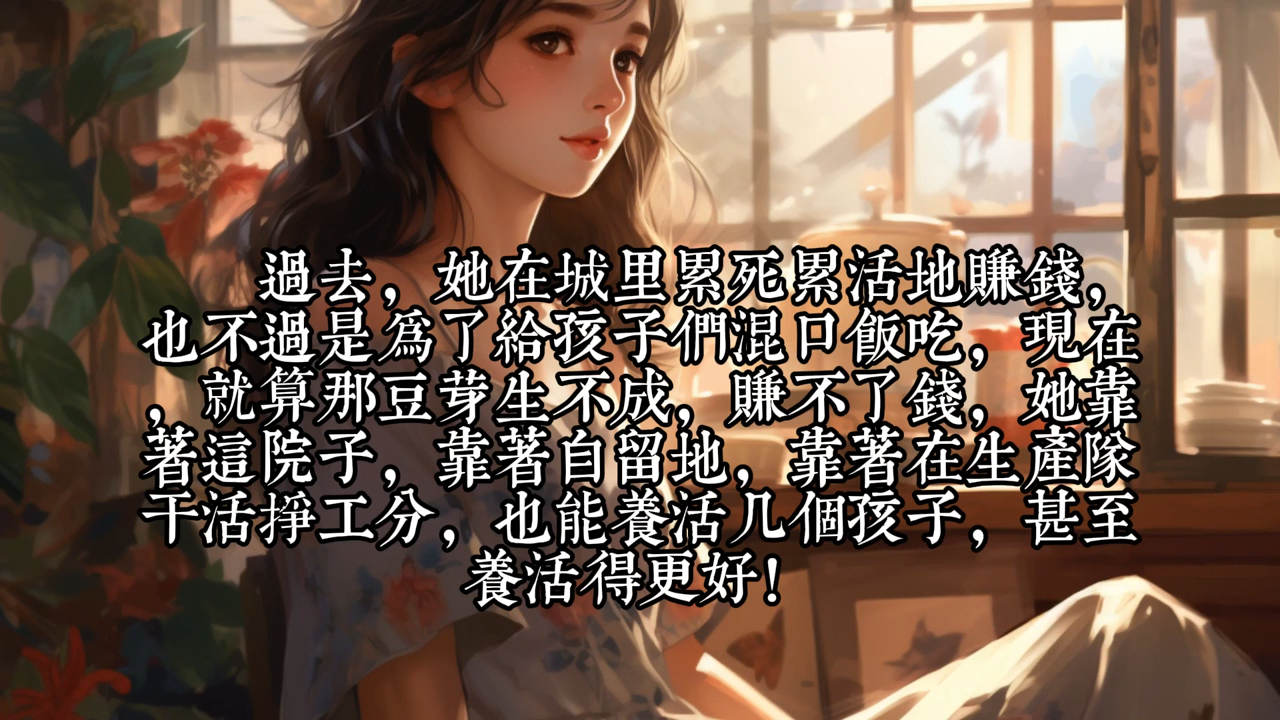 過去，她在城里累死累活地賺錢，
也不過是爲了給孩子們混口飯吃，現在
，就算那豆芽生不成，賺不了錢，她靠
著這院子，靠著自留地，靠著在生產隊
干活掙工分，也能養活几個孩子，甚至
養活得更好！